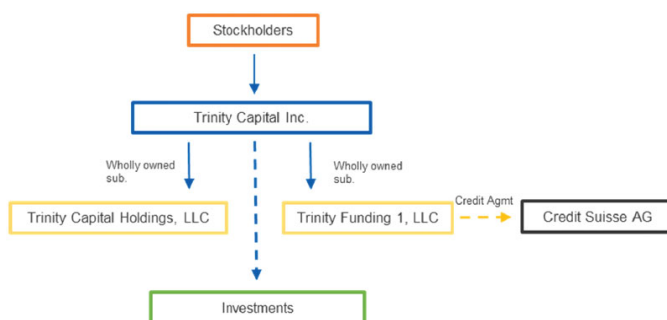 Stockholders
Trinity Capital Inc.
Wholly owned
sub.
Wholly owned
sub.
Trinity Capital Holdings, LLC
Trinity Funding 1, LLC
Credit Agmt
Credit Suisse AG
Investments